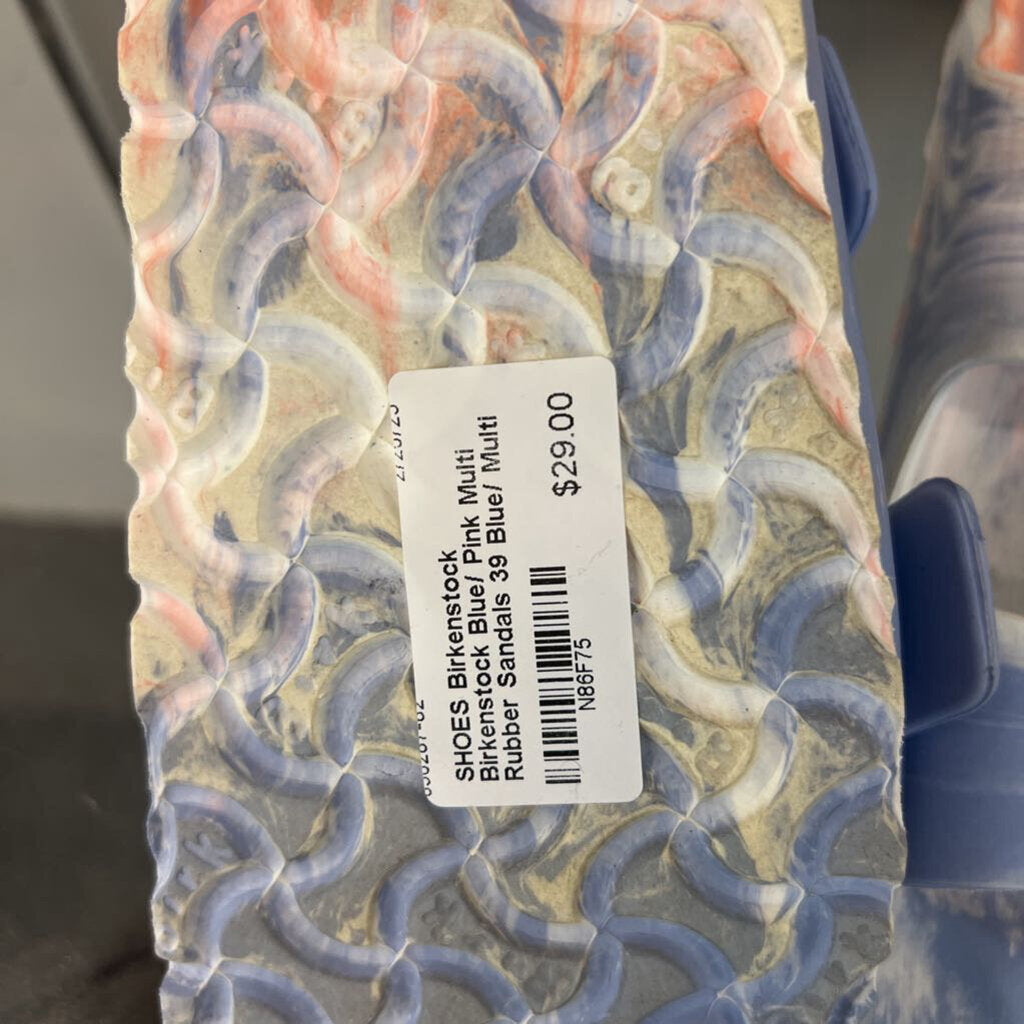 SHOES Birkenstock
Birkenstock Blue/ Pink Multi
Rubber Sandals 39 Blue/ Multi
$29.00
N86F75